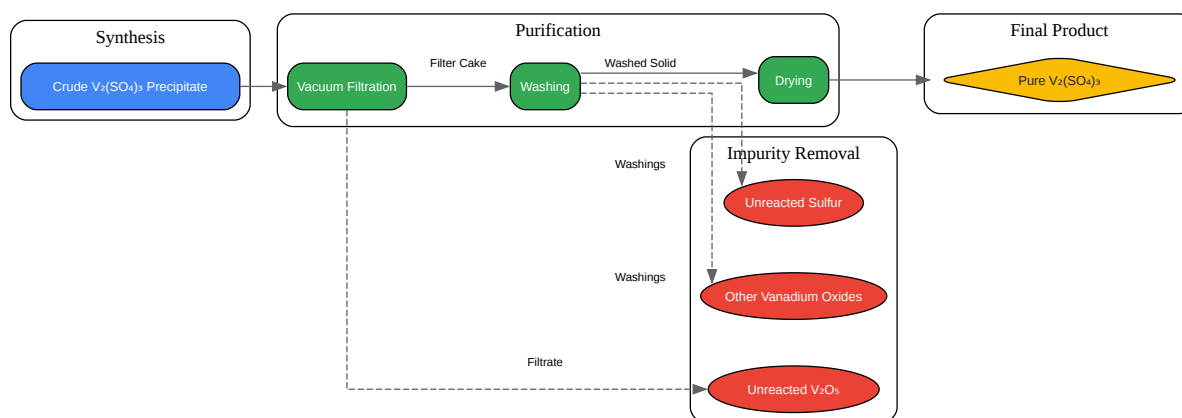 Synthesis
Purification
Final Product
Crude V₂(SO₄)₃ Precipitate
Vacuum Filtration
Filter Cake
Washing
Washed Solid
Drying
Pure V₂(SO₄)₃
Impurity Removal
Washings
Unreacted Sulfur
Washings
Other Vanadium Oxides
Filtrate
Unreacted V₂O₅